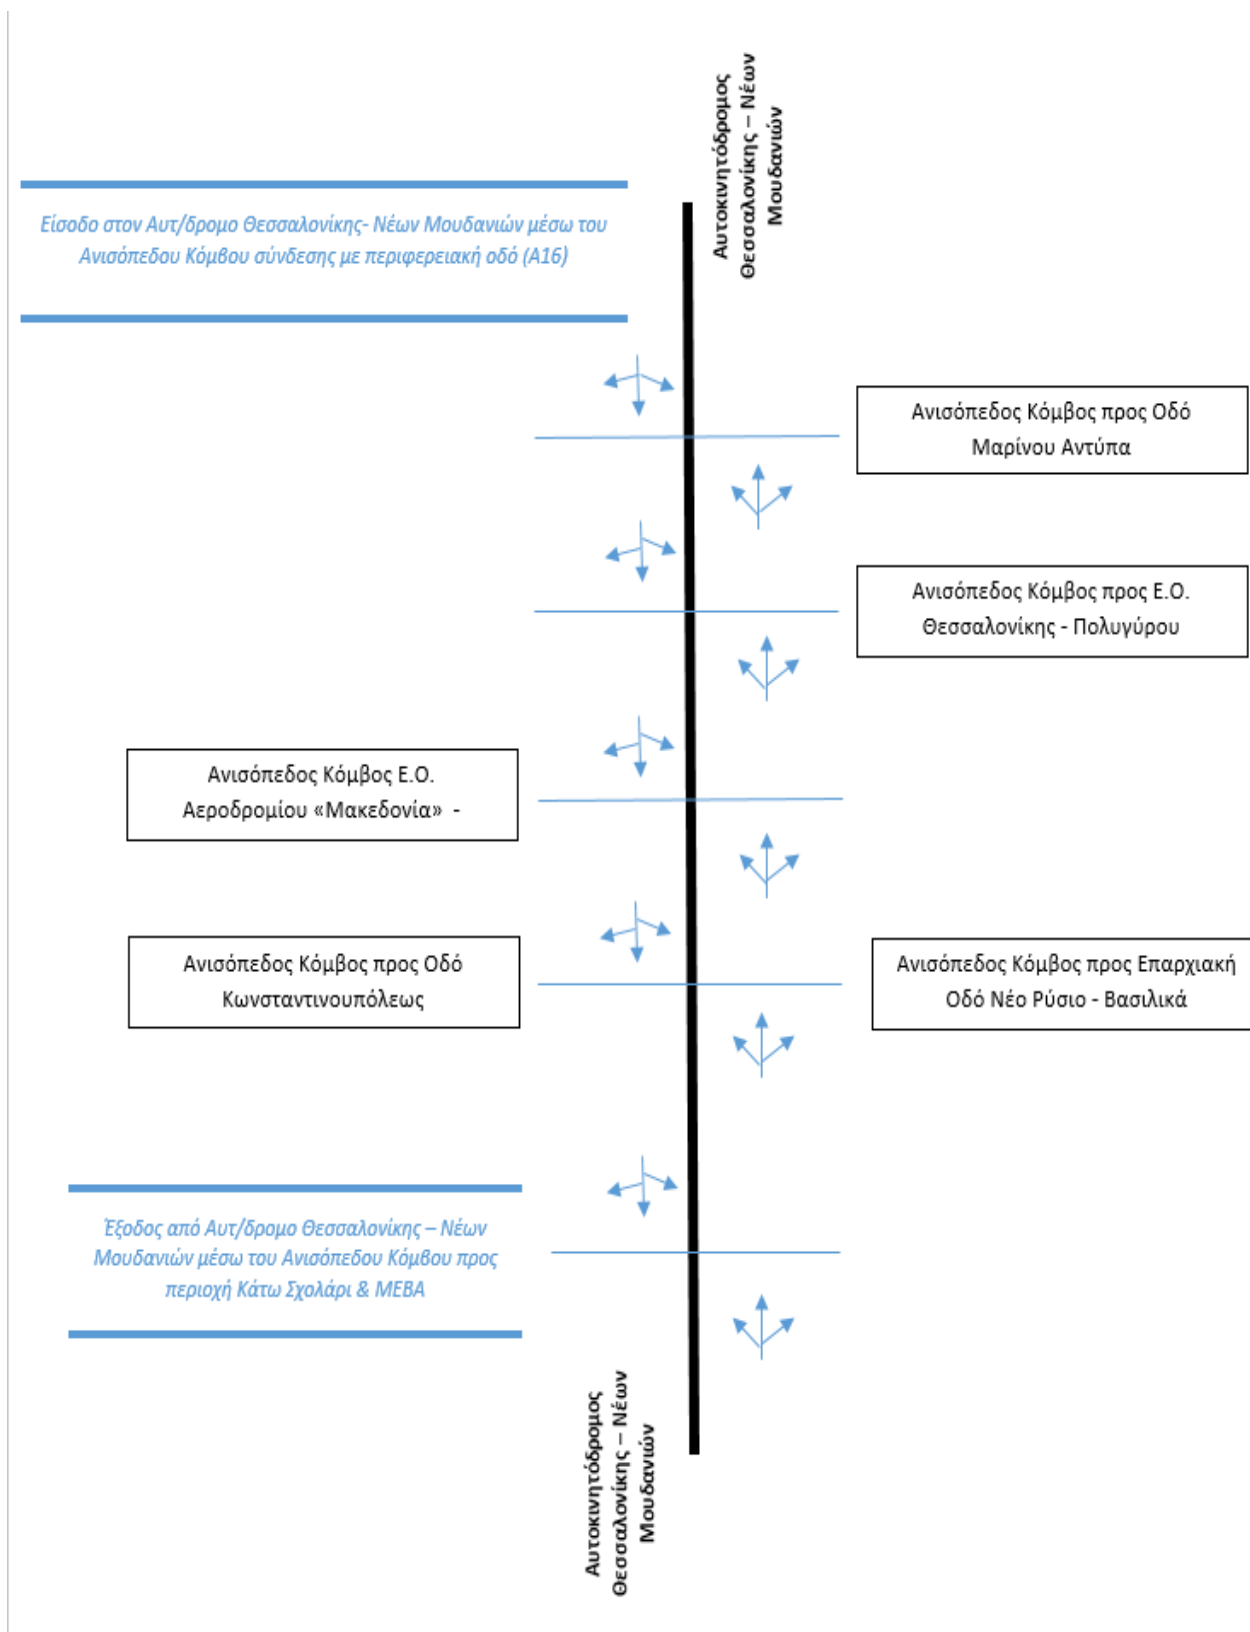 Αυτοκινητόδρομος
Θεσσαλονίκης – Νέων
Μουδανιών
Είσοδο στον Αυτ/δρομο Θεσσαλονίκης- Νέων Μουδανιών μέσω του
Ανισόπεδου Κόμβου σύνδεσης με περιφερειακή οδό (Α16)
Ανισόπεδος Κόμβος προς Οδό
Μαρίνου Αντύπα
Ανισόπεδος Κόμβος προς Ε.Ο.
Θεσσαλονίκης - Πολυγύρου
Ανισόπεδος Κόμβος Ε.Ο.
Αεροδρομίου «Μακεδονία» -
Ανισόπεδος Κόμβος προς Οδό
Κωνσταντινουπόλεως
Ανισόπεδος Κόμβος προς Επαρχιακή
Οδό Νέο Ρύσιο - Βασιλικά
Έξοδος από Αυτ/δρομο Θεσσαλονίκης – Νέων
Μουδανιών μέσω του Ανισόπεδου Κόμβου προς
περιοχή Κάτω Σχολάρι & ΜΕΒΑ
Αυτοκινητόδρομος
Θεσσαλονίκης – Νέων
Μουδανιών